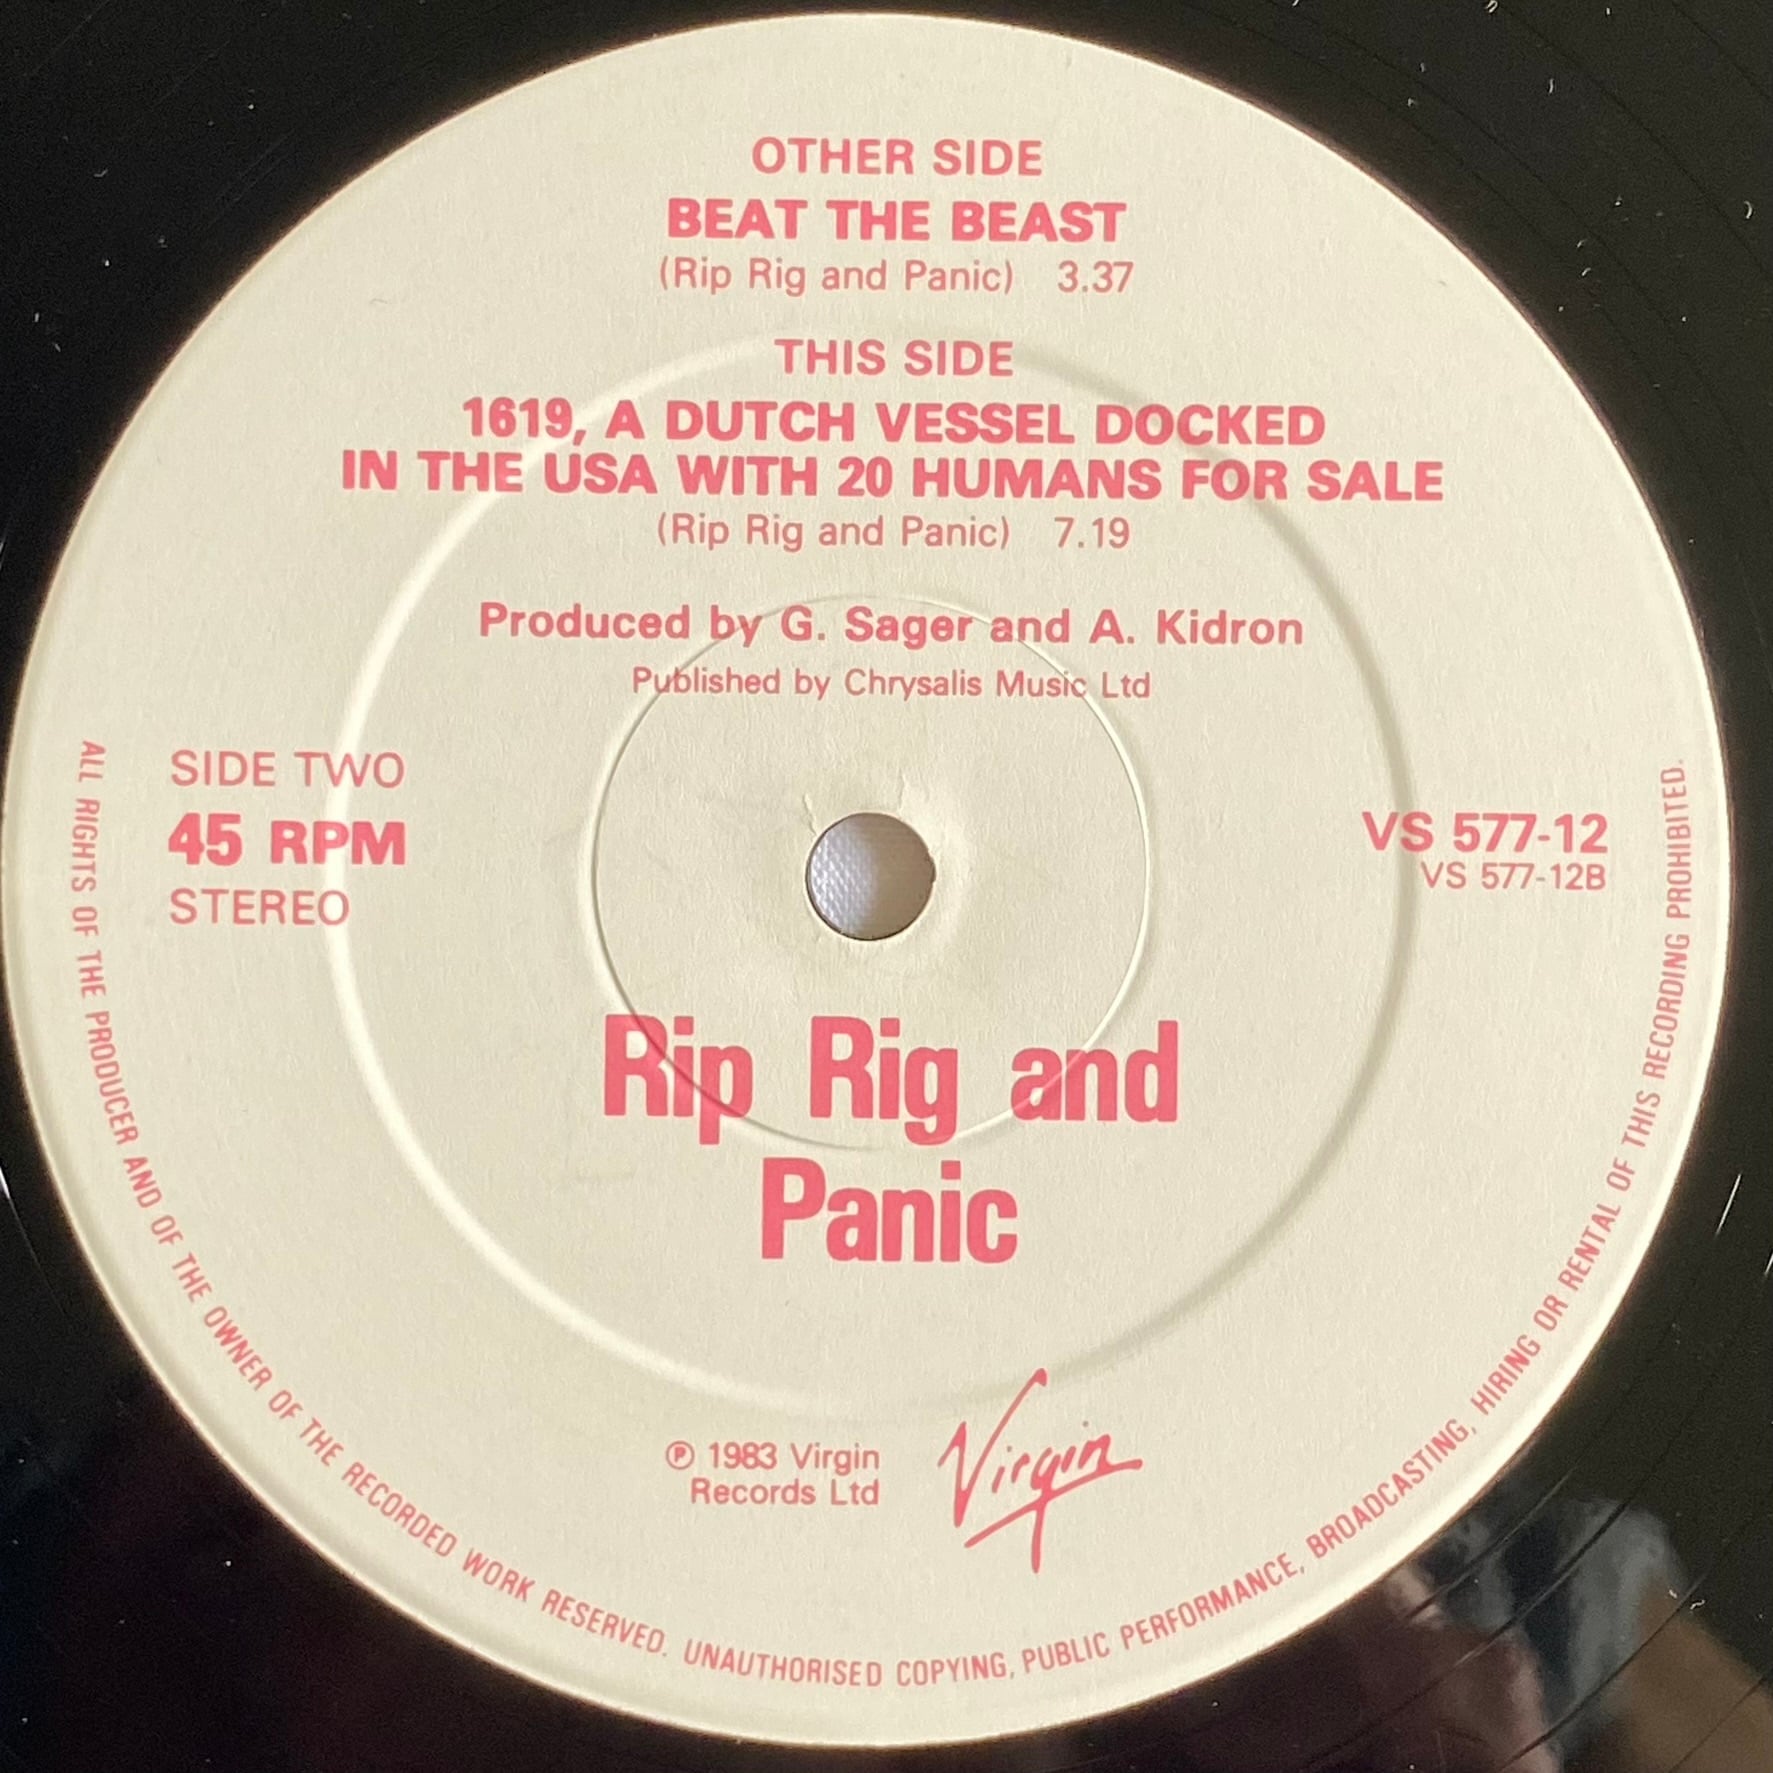 OTHER SIDE
BEAT THE BEAST
(Rip Rig and Panic) 3.37
THIS SIDE
1619, A DUTCH VESSEL DOCKED
IN THE USA WITH 20 HUMANS FOR SALE
(Rip Rig and Panic) 7.19
Produced by G. Sager and A. Kidron
Published by Chrysalis Music Ltd
SIDE TWO
45 RPM
STEREO
VS 577-12
VS 577-12B
Rip Rig and
Panic
℗ 1983 Virgin
Records Ltd
Virgin
ALL RIGHTS OF THE PRODUCER AND OF THE OWNER OF THE RECORDED WORK RESERVED. UNAUTHORISED COPYING, PUBLIC PERFORMANCE, BROADCASTING, HIRING OR RENTAL OF THIS RECORDING PROHIBITED.